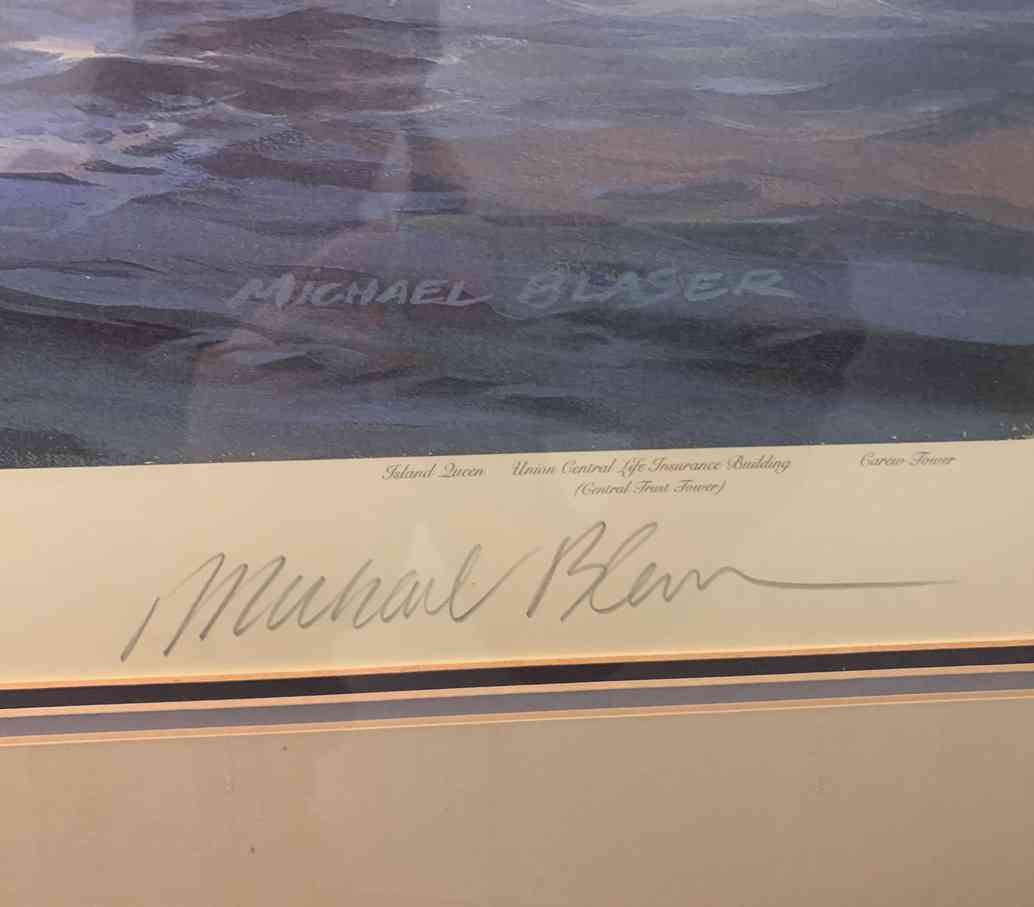 MICHAEL BLASER
Island Queen Union Central Life Insurance Building Carew Tower
(Central Trust Tower)
Michael Blaser